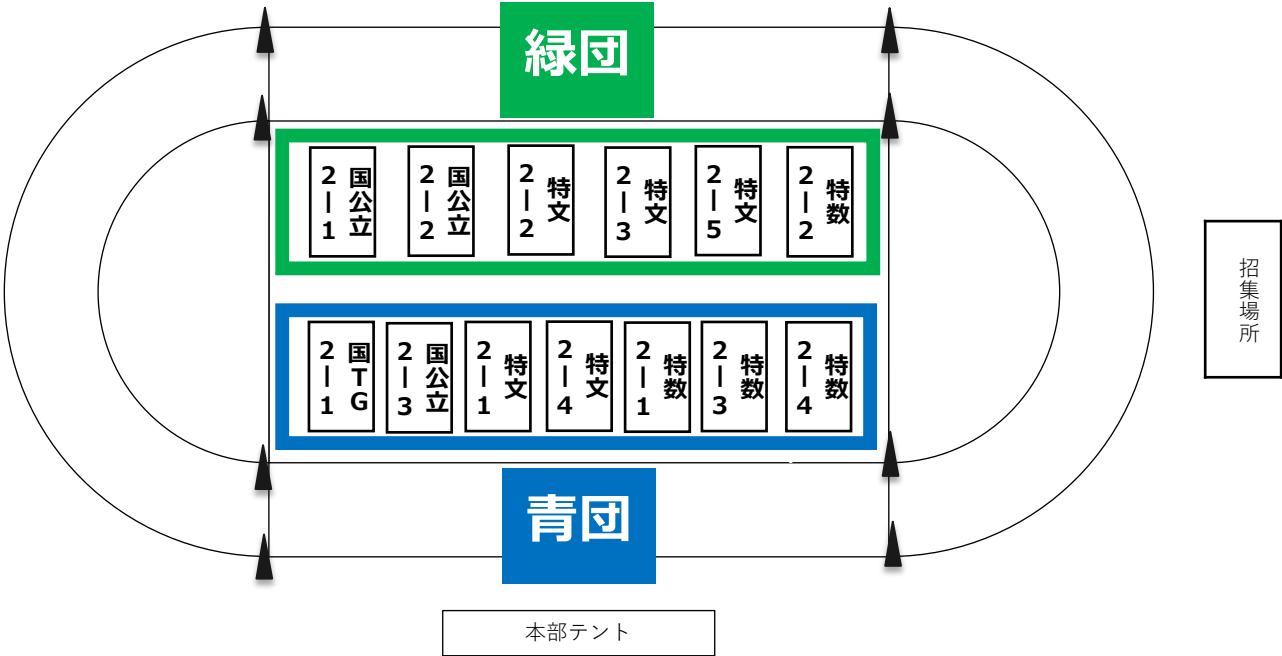 緑団
国公立
2ー1
国公立
2ー2
特文
2ー2
特文
2ー3
特文
2ー5
特数
2ー2
招集場所
国TG
2ー1
国公立
2ー3
特文
2ー1
特文
2ー4
特数
2ー1
特数
2ー3
特数
2ー4
青団
本部テント